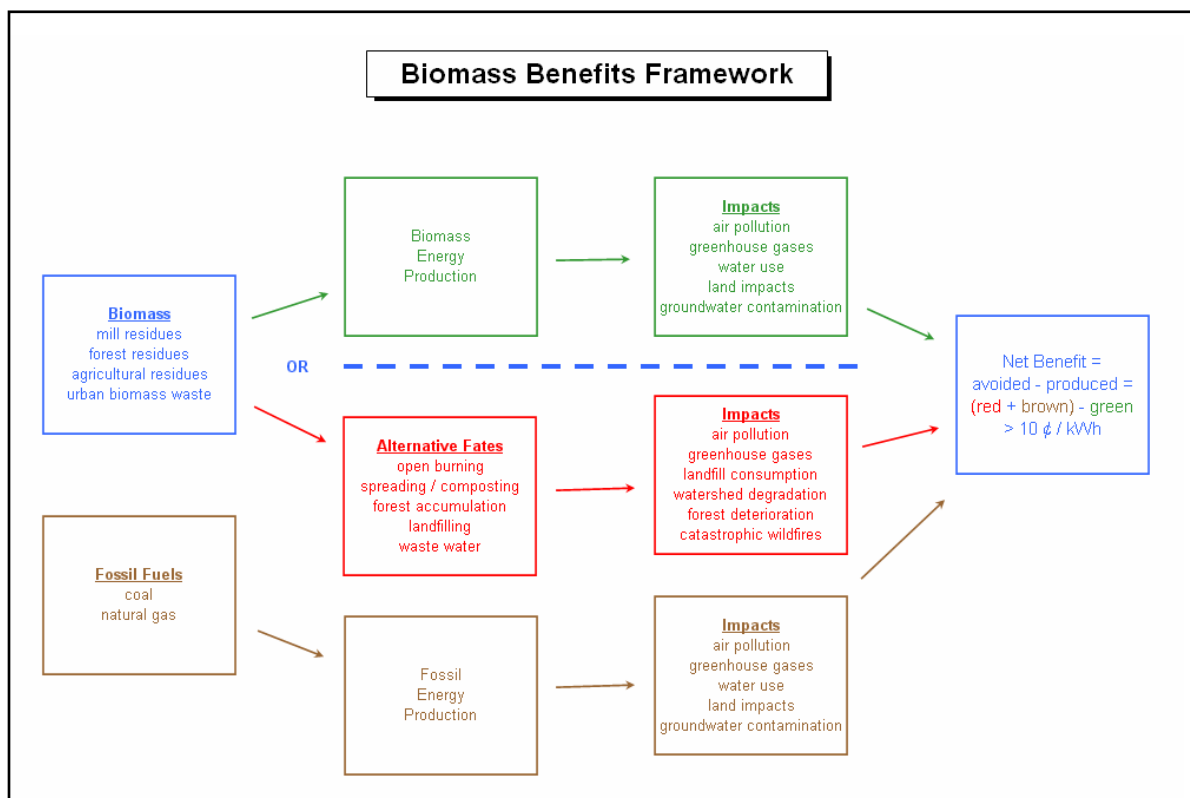 Biomass Benefits Framework
Biomass
Energy
Production
Impacts
air pollution
greenhouse gases
water use
land impacts
groundwater contamination
Biomass
mill residues
forest residues
agricultural residues
urban biomass waste
OR
Net Benefit =
avoided - produced =
(red + brown) - green
> 10 ¢ / kWh
Alternative Fates
open burning
spreading / composting
forest accumulation
landfilling
waste water
Impacts
air pollution
greenhouse gases
landfill consumption
watershed degradation
forest deterioration
catastrophic wildfires
Fossil Fuels
coal
natural gas
Fossil
Energy
Production
Impacts
air pollution
greenhouse gases
water use
land impacts
groundwater contamination